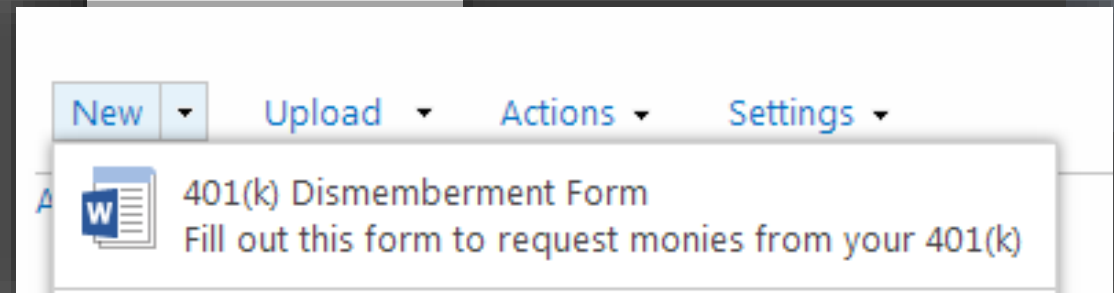 New Upload Actions Settings
401(k) Dismemberment Form
Fill out this form to request monies from your 401(k)
A
W